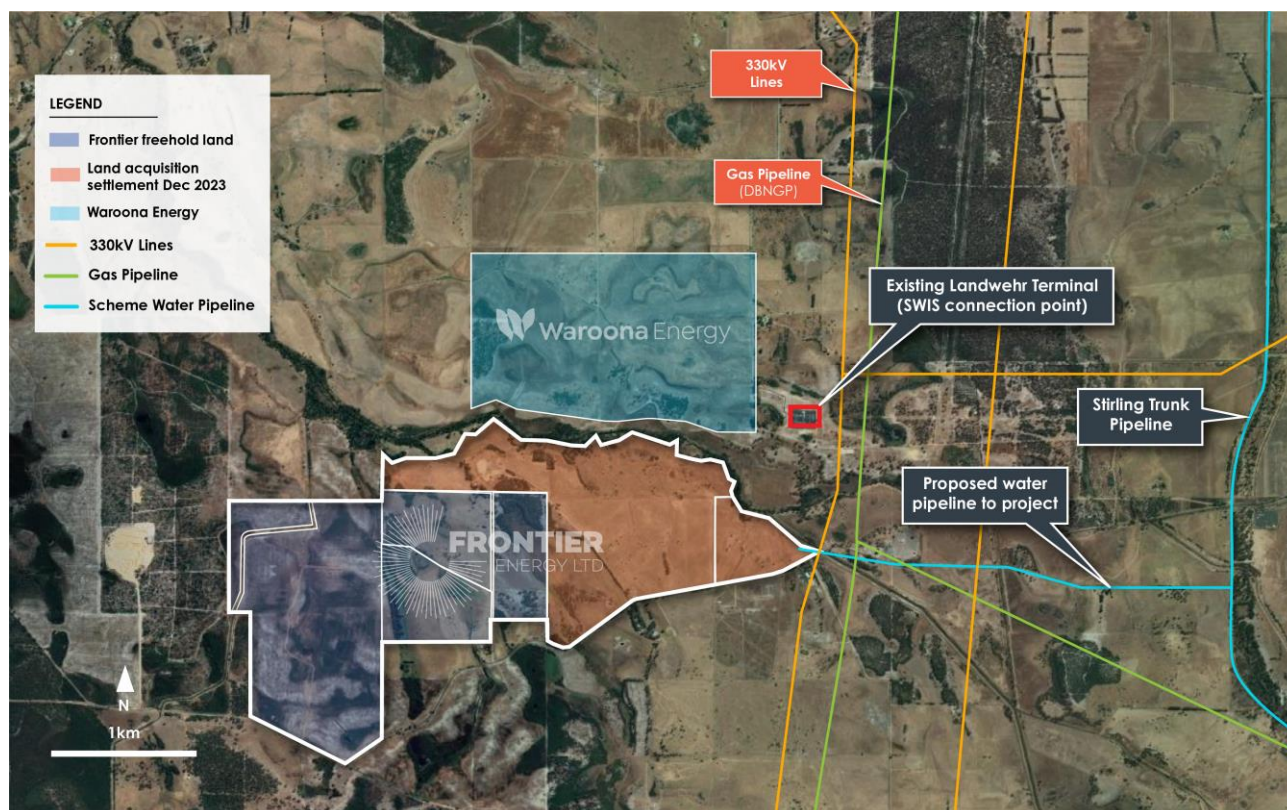 LEGEND
Frontier freehold land
Land acquisition
settlement Dec 2023
Waroona Energy
330kV Lines
Gas Pipeline
Scheme Water Pipeline
330kV
Lines
Gas Pipeline
(DBNGP)
Waroona Energy
Existing Landwehr Terminal
(SWIS connection point)
Stirling Trunk
Pipeline
Proposed water
pipeline to project
FRONTIER
ENERGY LTD
N
1km